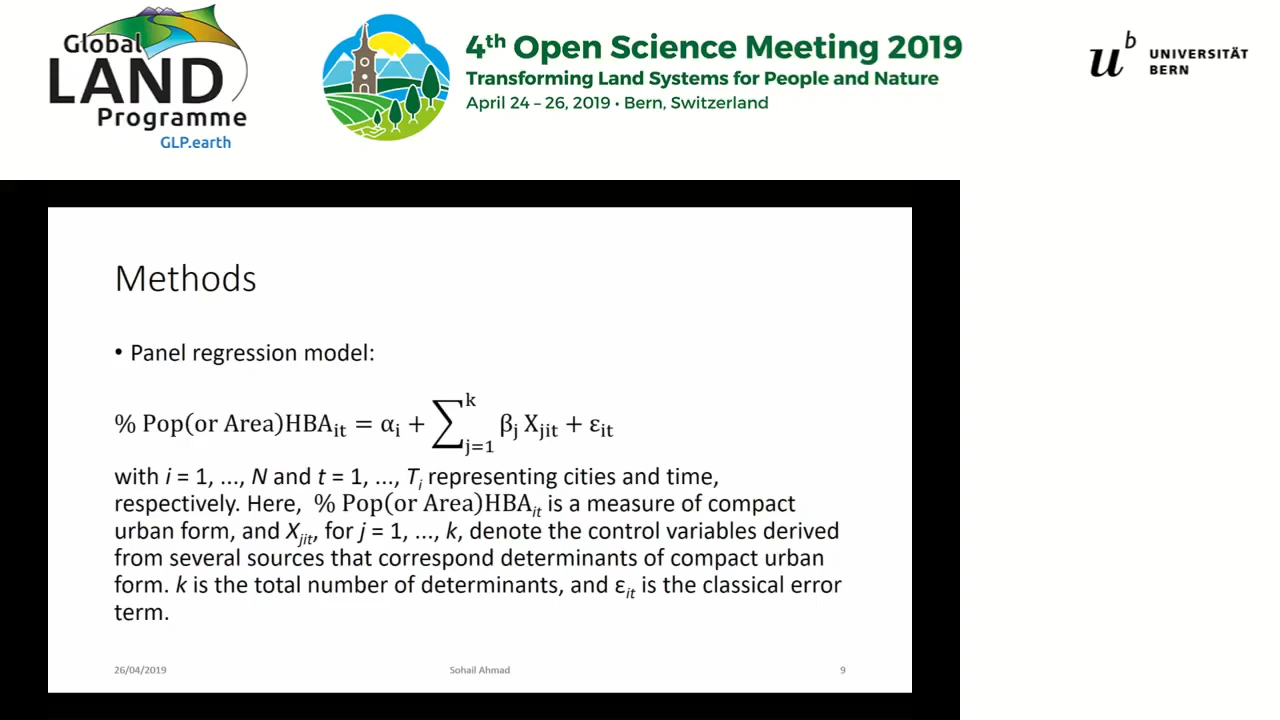 Global
LAND
Programme
GLP.earth
4th Open Science Meeting 2019
Transforming Land Systems for People and Nature
April 24 – 26, 2019 • Bern, Switzerland
u^b
UNIVERSITÄT
BERN
Methods
• Panel regression model:
% Pop(or Area)HBA_it = α_i + ∑_{j=1}^{k} β_j X_jit + ε_it
with i = 1, ..., N and t = 1, ..., T_i representing cities and time,
respectively. Here, % Pop(or Area)HBA_it is a measure of compact
urban form, and X_jit, for j = 1, ..., k, denote the control variables derived
from several sources that correspond determinants of compact urban
form. k is the total number of determinants, and ε_it is the classical error
term.
26/04/2019
Sohail Ahmad
9